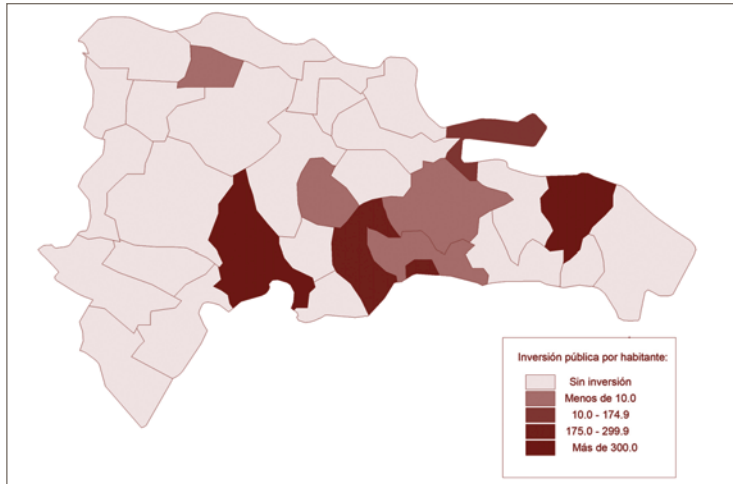 Inversión pública por habitante:
Sin inversión
Menos de 10.0
10.0 - 174.9
175.0 - 299.9
Más de 300.0